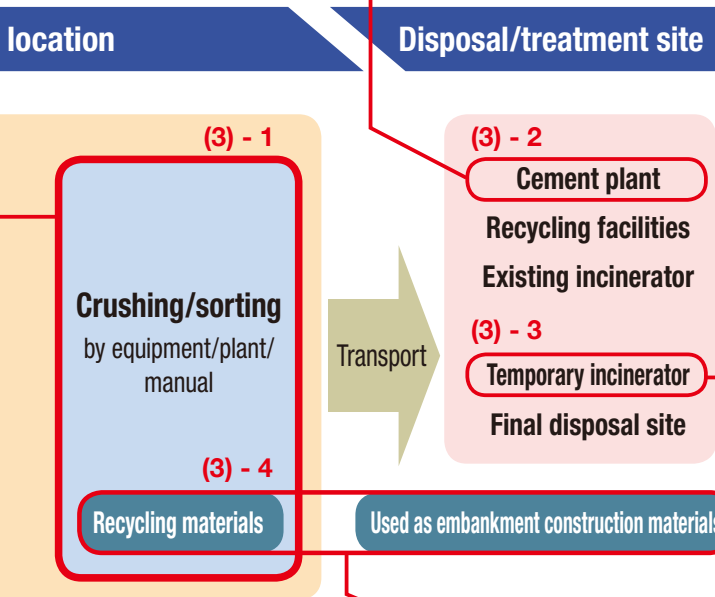 location
Disposal/treatment site
(3) - 1
Crushing/sorting
by equipment/plant/
manual
(3) - 4
Recycling materials
Transport
(3) - 2
Cement plant
Recycling facilities
Existing incinerator
(3) - 3
Temporary incinerator
Final disposal site
Used as embankment construction materials